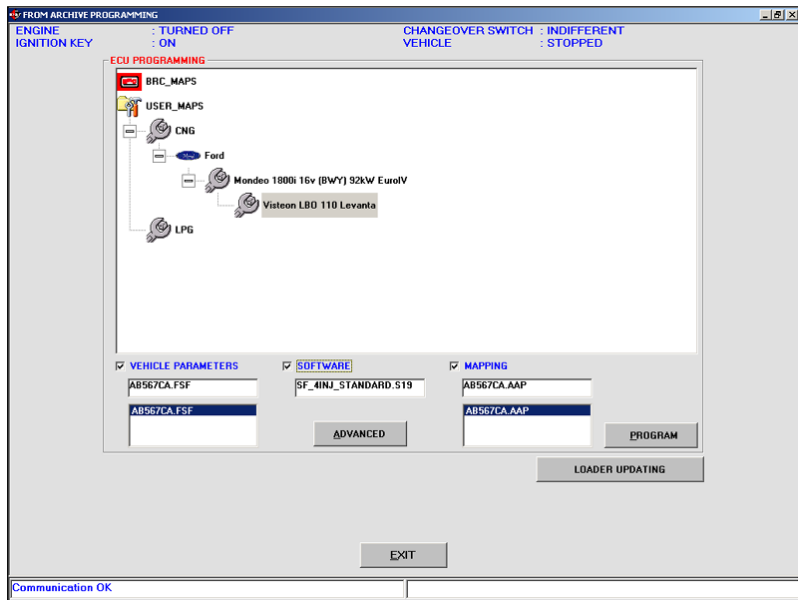 FROM ARCHIVE PROGRAMMING
ENGINE : TURNED OFF CHANGEOVER SWITCH : INDIFFERENT
IGNITION KEY : ON VEHICLE : STOPPED
ECU PROGRAMMING
BRC_MAPS
USER_MAPS
CNG
Ford
Mondeo 1800i 16v (BWY) 92kW EuroIV
Visteon LBO 110 Levanta
LPG
VEHICLE PARAMETERS SOFTWARE MAPPING
AB567CA.FSF SF_4INJ_STANDARD.S19 AB567CA.AAP
AB567CA.FSF AB567CA.AAP
ADVANCED PROGRAM
LOADER UPDATING
EXIT
Communication OK